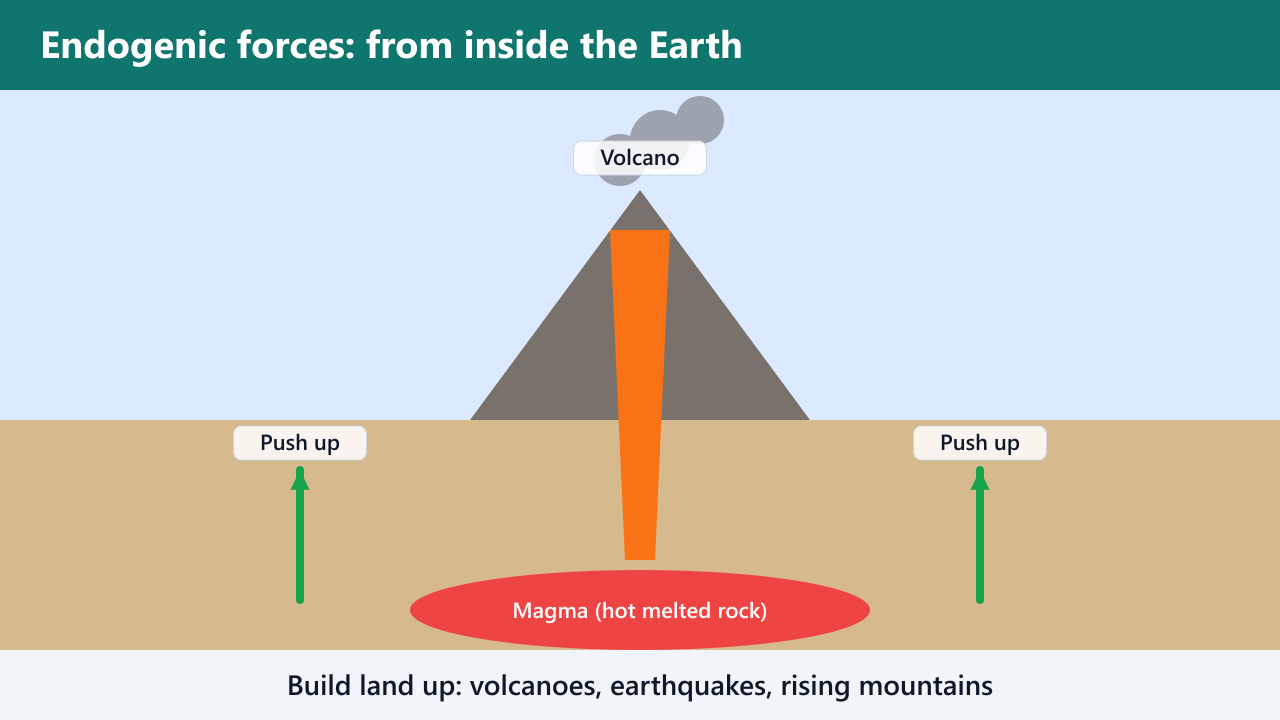 Endogenic forces: from inside the Earth
Volcano
Push up
Push up
Magma (hot melted rock)
Build land up: volcanoes, earthquakes, rising mountains